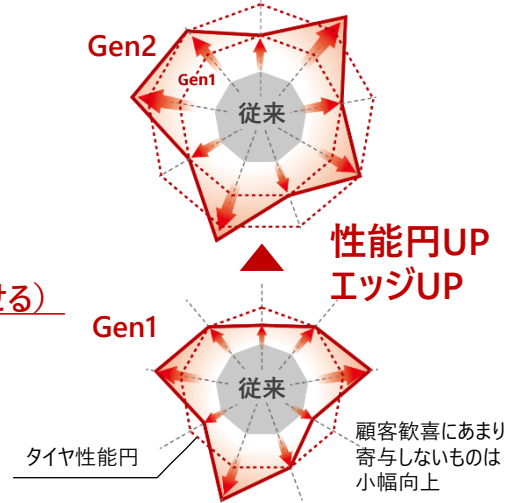 Gen2
Gen1
従来
性能円UP
エッジUP
せる）
Gen1
従来
タイヤ性能円
顧客歓喜にあまり
寄与しないものは
小幅向上